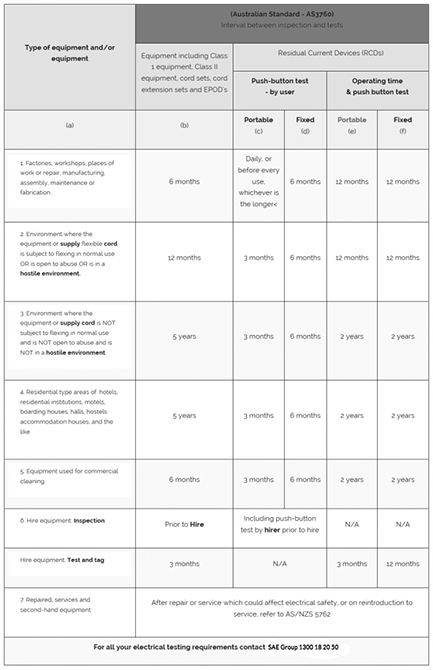 (Australian Standard - AS3760)
Interval between inspection and tests
Type of equipment and/or
equipment
Equipment including Class
1 equipment, Class II
equipment, cord sets, cord
extension sets and EPOD's
Residual Current Devices (RCDs)
Push-button test
- by user
Operating time
& push button test
(a)
(b)
Portable
(c)
Fixed
(d)
Portable
(e)
Fixed
(f)
1. Factories, workshops, places of
work or repair, manufacturing,
assembly, maintenance or
fabrication.
6 months
Daily, or
before every
use,
whichever is
the longer<
6 months
12 months
12 months
2. Environment where the
equipment or supply flexible cord
is subject to flexing in normal use
OR is open to abuse OR is in a
hostile environment.
12 months
3 months
6 months
12 months
12 months
3. Environment where the
equipment or supply cord is NOT
subject to flexing in normal use
and is NOT open to abuse and is
NOT in a hostile environment
5 years
3 months
6 months
2 years
2 years
4. Residential type areas of: hotels,
residential institutions, motels,
boarding houses, halls, hostels
accommodation houses, and the
like
5 years
3 months
6 months
2 years
2 years
5. Equipment used for commercial
cleaning.
6 months
3 months
6 months
2 years
2 years
6. Hire equipment: Inspection
Prior to Hire
Including push-button
test by hirer prior to hire
N/A
N/A
Hire equipment: Test and tag
3 months
N/A
3 months
12 months
7. Repaired, services and
second-hand equipment
After repair or service which could affect electrical safety, or on reintroduction to
service, refer to AS/NZS 5762
For all your electrical testing requirements contact SAE Group 1300 18 20 50